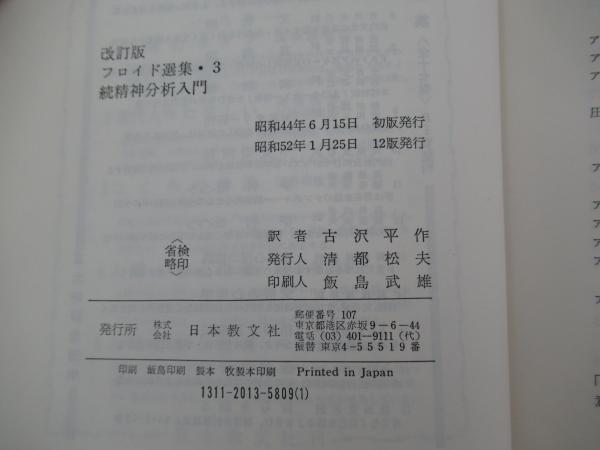 改訂版
フロイド選集・3
続精神分析入門
昭和44年6月15日 初版発行
昭和52年1月25日 12版発行
〈検印省略〉
訳者 古沢平作
発行人 清都松夫
印刷人 飯島武雄
発行所 株式会社 日本教文社
郵便番号 107
東京都港区赤坂9-6-44
電話 (03) 401-9111 (代)
振替 東京4-55519番
印刷 飯島印刷 製本 牧製本印刷 Printed in Japan
1311-2013-5809(1)